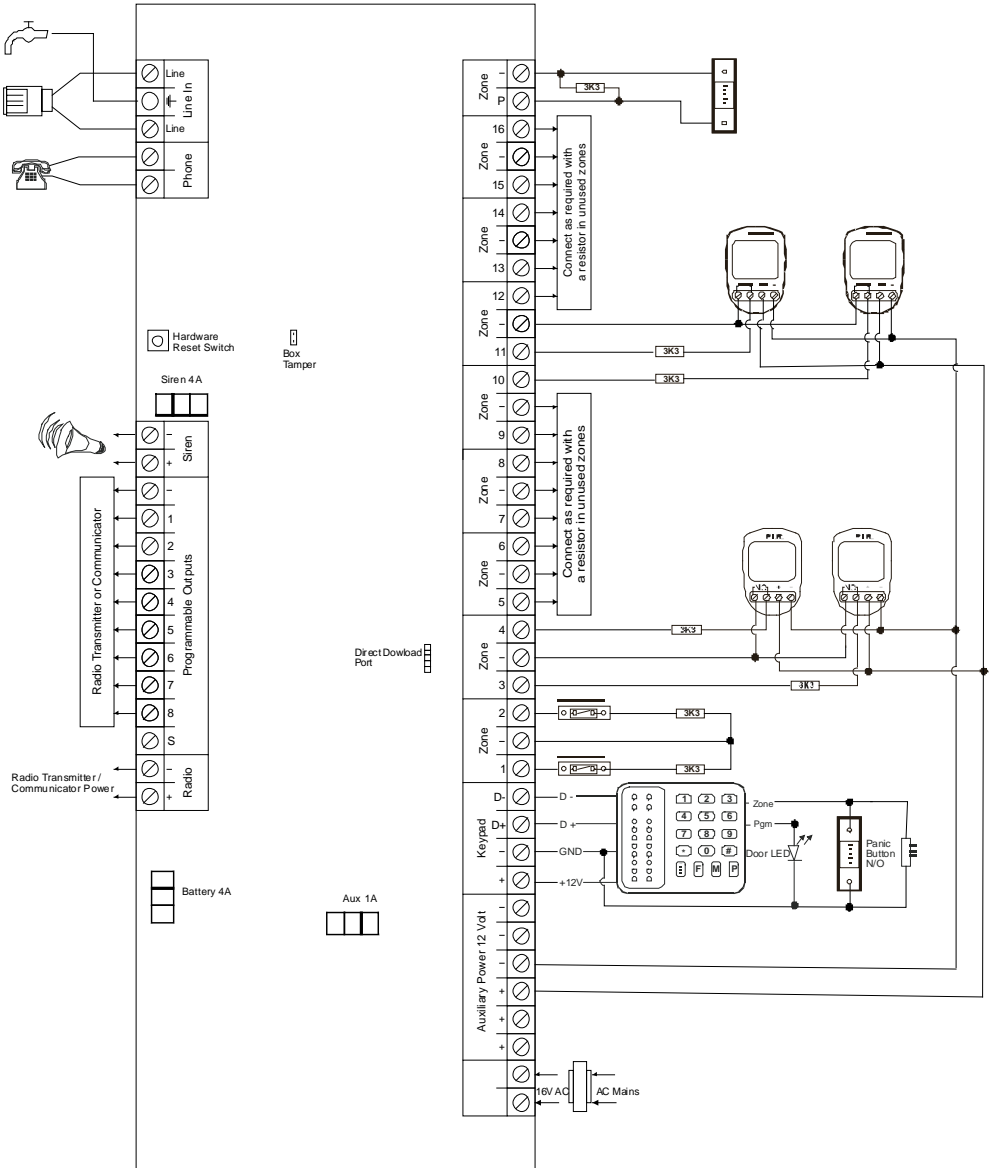 Line
Line In
Line
Phone
Hardware
Reset Switch
Box
Tamper
Siren 4A
−
+
Siren
−
1
2
3
4
5
6
7
8
S
Programmable Outputs
Radio Transmitter or Communicator
−
+
Radio
Radio Transmitter /
Communicator Power
Battery 4A
Aux 1A
Direct Dowload
Port
Zone
−
P
3K3
16
Zone
−
15
14
Zone
−
13
12
Connect as required with
a resistor in unused zones
Zone
−
11
3K3
10
3K3
Zone
−
9
8
Zone
−
7
6
Zone
−
5
Connect as required with
a resistor in unused zones
PIR
PIR
4
3K3
Zone
−
3
3K3
2
3K3
Zone
−
1
3K3
D-
D -
D+
D +
Keypad
−
GND
+
+12V
1 2 3
4 5 6
7 8 9
* 0 #
F M P
Zone
Pgm
Door LED
Panic
Button
N/O
Auxiliary Power 12 Volt
−
−
−
+
+
+
16V AC
AC Mains